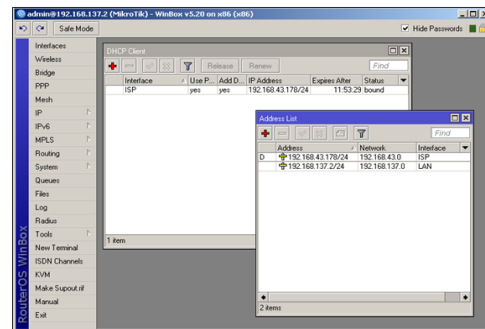 admin@192.168.137.2 (MikroTik) - WinBox v5.20 on x86 (x86)
Safe Mode
Hide Passwords
Interfaces
Wireless
Bridge
PPP
Mesh
IP
IPv6
MPLS
Routing
System
Queues
Files
Log
Radius
Tools
New Terminal
ISDN Channels
KVM
Make Supout.rif
Manual
Exit
RouterOS WinBox
DHCP Client
Release
Renew
Find
Interface
Use P...
Add D...
IP Address
Expires After
Status
ISP
yes
yes
192.168.43.178/24
11:53:29
bound
1 item
Address List
Find
Address
Network
Interface
D
192.168.43.178/24
192.168.43.0
ISP
192.168.137.2/24
192.168.137.0
LAN
2 items